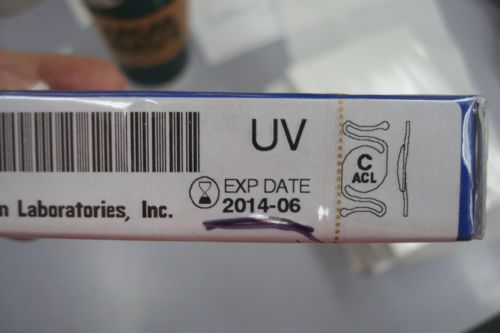 UV
C
ACL
EXP DATE
2014-06
Laboratories, Inc.